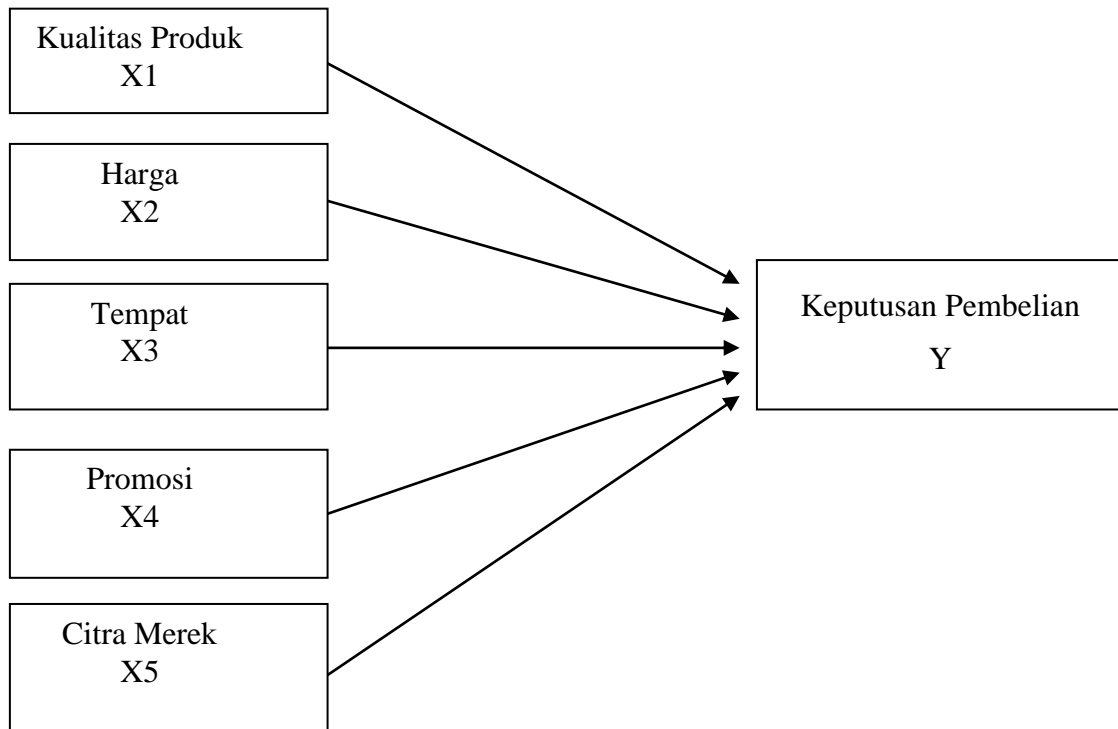 Kualitas Produk
X1
Harga
X2
Tempat
X3
Promosi
X4
Citra Merek
X5
Keputusan Pembelian
Y